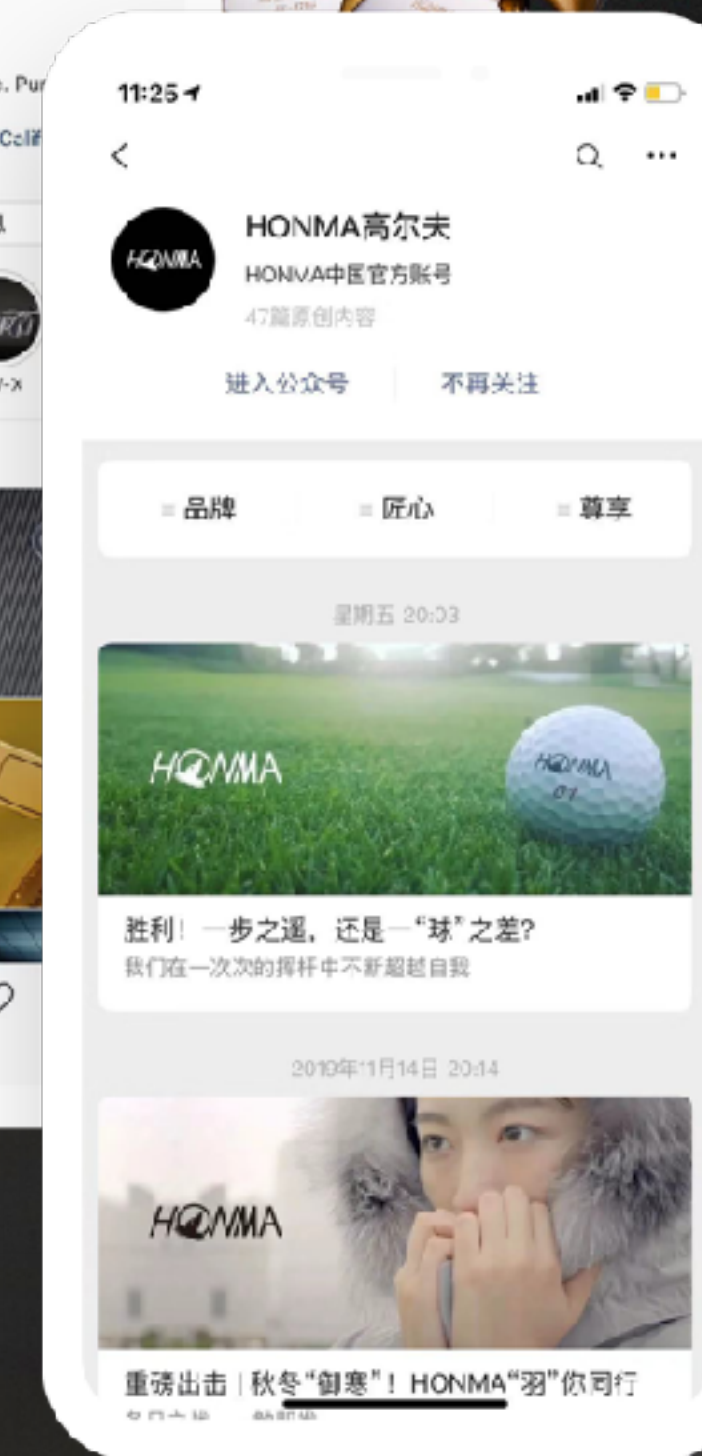 11:25
HONMA
HONMA高尔夫
HONMA中国官方账号
47篇原创内容
进入公众号 不再关注
品牌 匠心 尊享
星期五 20:03
HONMA
HONMA
01
胜利！一步之遥，还是一“球”之差?
我们在一次次的挥杆中不断超越自我
2019年11月14日 20:14
HONMA
重磅出击 | 秋冬“御寒”！HONMA“羽”你同行